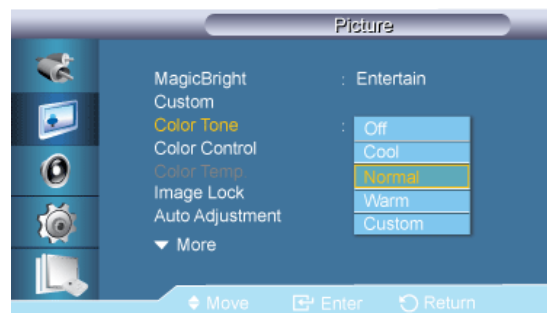 Picture
MagicBright : Entertain
Custom
Color Tone : Off
Color Control Cool
Color Temp. Normal
Image Lock Warm
Auto Adjustment Custom
More
Move Enter Return